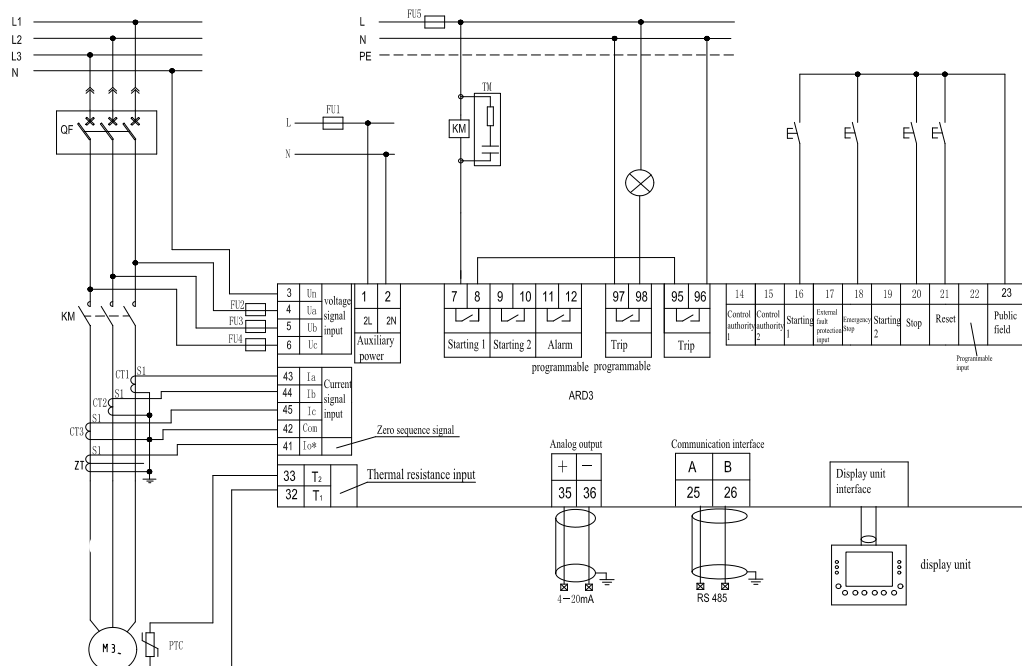 L1
L2
L3
N
QF
KM
L
N
PE
FU5
TM
KM
L
FU1
N
FU2
FU3
FU4
3 Un
4 Ua
5 Ub
6 Uc
voltage
signal
input
1 2
2L 2N
Auxiliary
power
7 8 9 10 11 12
Starting 1 Starting 2 Alarm
97 98
Trip
95 96
Trip
programmable programmable
ARD3
14 15 16 17 18 19 20 21 22 23
Control
authority
1
Control
authority
2
Starting
1
External
fault
protection
input
Emergency
Stop
Starting
2
Stop
Reset
Public
field
Programmable
input
CT1 S1
CT2 S1
CT3 S1
ZT S1
43 Ia
44 Ib
45 Ic
42 Com
41 Io*
Current
signal
input
Zero sequence signal
33 T2
32 T1
Thermal resistance input
Analog output
+ −
35 36
4－20mA
Communication interface
A B
25 26
RS 485
Display unit
interface
display unit
M 3~
PTC